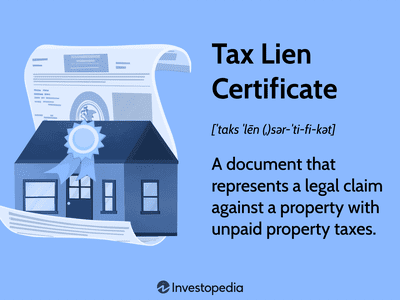 Tax Lien
Certificate
['taks 'lēn (,)sər-'ti-fi-kət]
A document that
represents a legal claim
against a property with
unpaid property taxes.
Investopedia